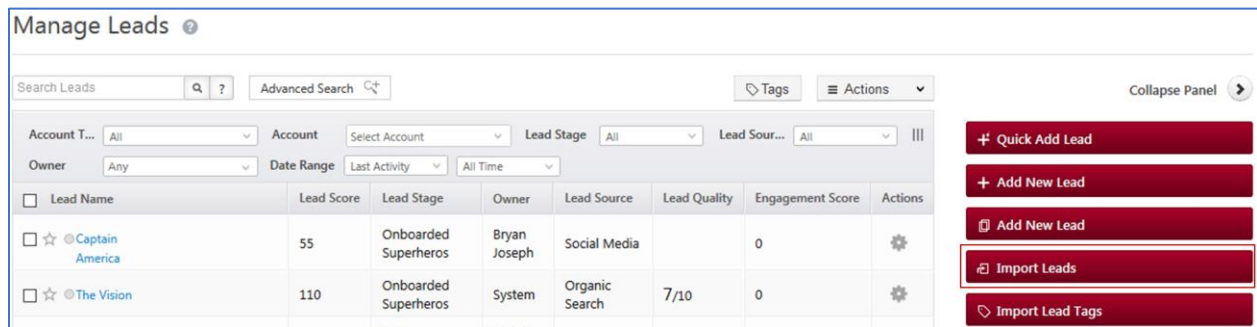 Manage Leads ?
Search Leads ? Advanced Search Tags Actions Collapse Panel
Account T... All Account Select Account Lead Stage All Lead Sour... All
Owner Any Date Range Last Activity All Time
Lead Name Lead Score Lead Stage Owner Lead Source Lead Quality Engagement Score Actions
Captain
America
55
Onboarded
Superheros
Bryan
Joseph
Social Media
0
The Vision
110
Onboarded
Superheros
System
Organic
Search
7/10
0
Quick Add Lead
Add New Lead
Add New Lead
Import Leads
Import Lead Tags